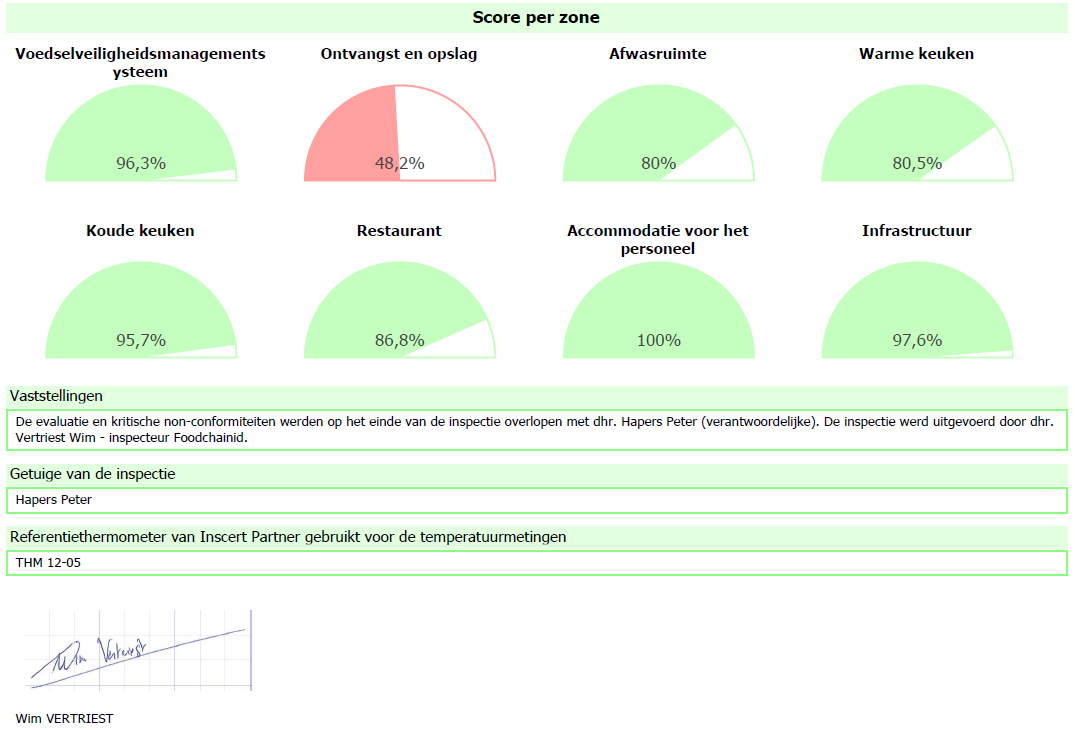 Score per zone
Voedselveiligheidsmanagements
ysteem
Ontvangst en opslag
Afwasruimte
Warme keuken
96,3%
48,2%
80%
80,5%
Koude keuken
Restaurant
Accommodatie voor het
personeel
Infrastructuur
95,7%
86,8%
100%
97,6%
Vaststellingen
De evaluatie en kritische non-conformiteiten werden op het einde van de inspectie overlopen met dhr. Hapers Peter (verantwoordelijke). De inspectie werd uitgevoerd door dhr.
Vertriest Wim - inspecteur Foodchainid.
Getuige van de inspectie
Hapers Peter
Referentiethermometer van Inscert Partner gebruikt voor de temperatuurmetingen
THM 12-05
Wim Vertriest
Wim VERTRIEST